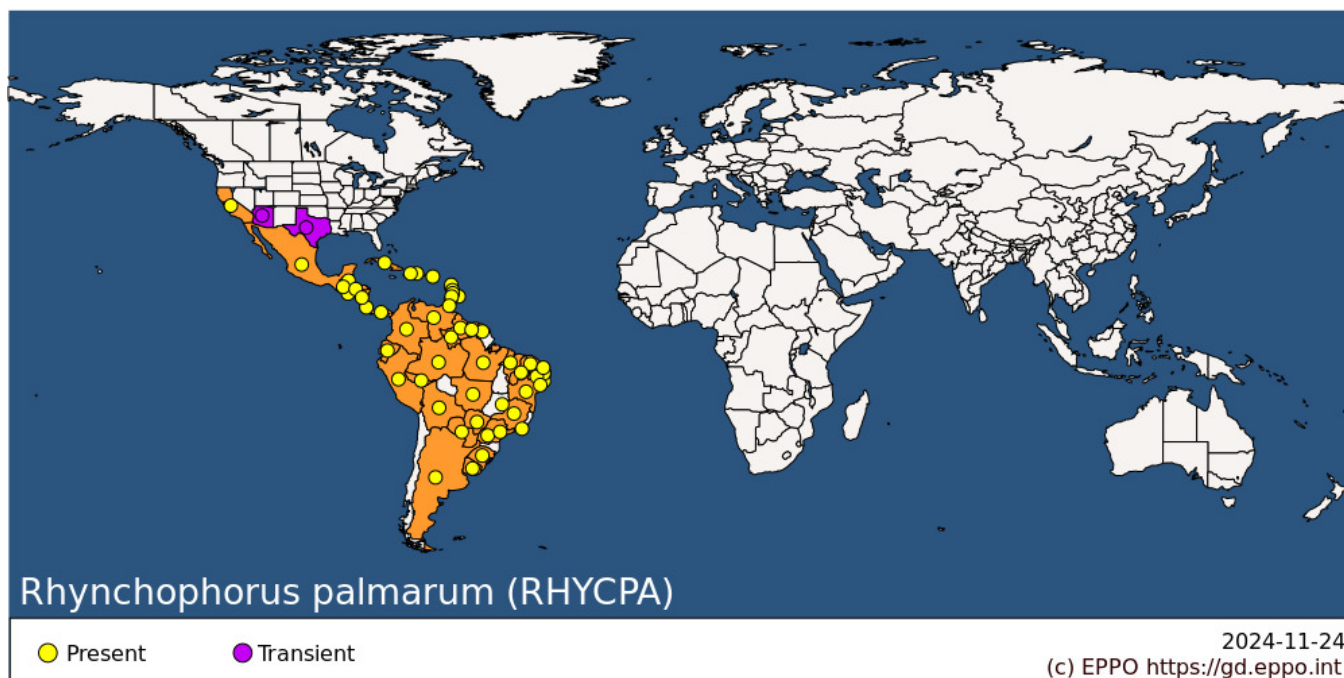 Rhynchophorus palmarum (RHYCPA)
Present
Transient
2024-11-24
(c) EPPO https://gd.eppo.int